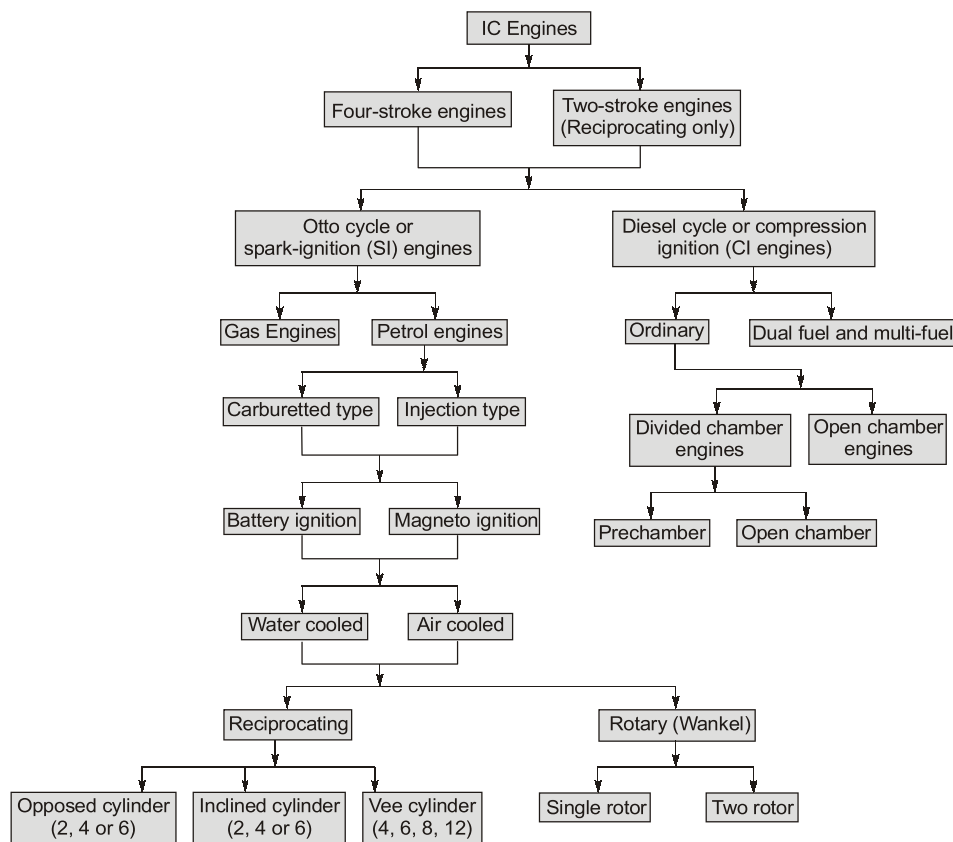 IC Engines
Four-stroke engines
Two-stroke engines
(Reciprocating only)
Otto cycle or
spark-ignition (SI) engines
Diesel cycle or compression
ignition (CI engines)
Gas Engines
Petrol engines
Ordinary
Dual fuel and multi-fuel
Carburetted type
Injection type
Divided chamber
engines
Open chamber
engines
Battery ignition
Magneto ignition
Prechamber
Open chamber
Water cooled
Air cooled
Reciprocating
Rotary (Wankel)
Opposed cylinder
(2, 4 or 6)
Inclined cylinder
(2, 4 or 6)
Vee cylinder
(4, 6, 8, 12)
Single rotor
Two rotor